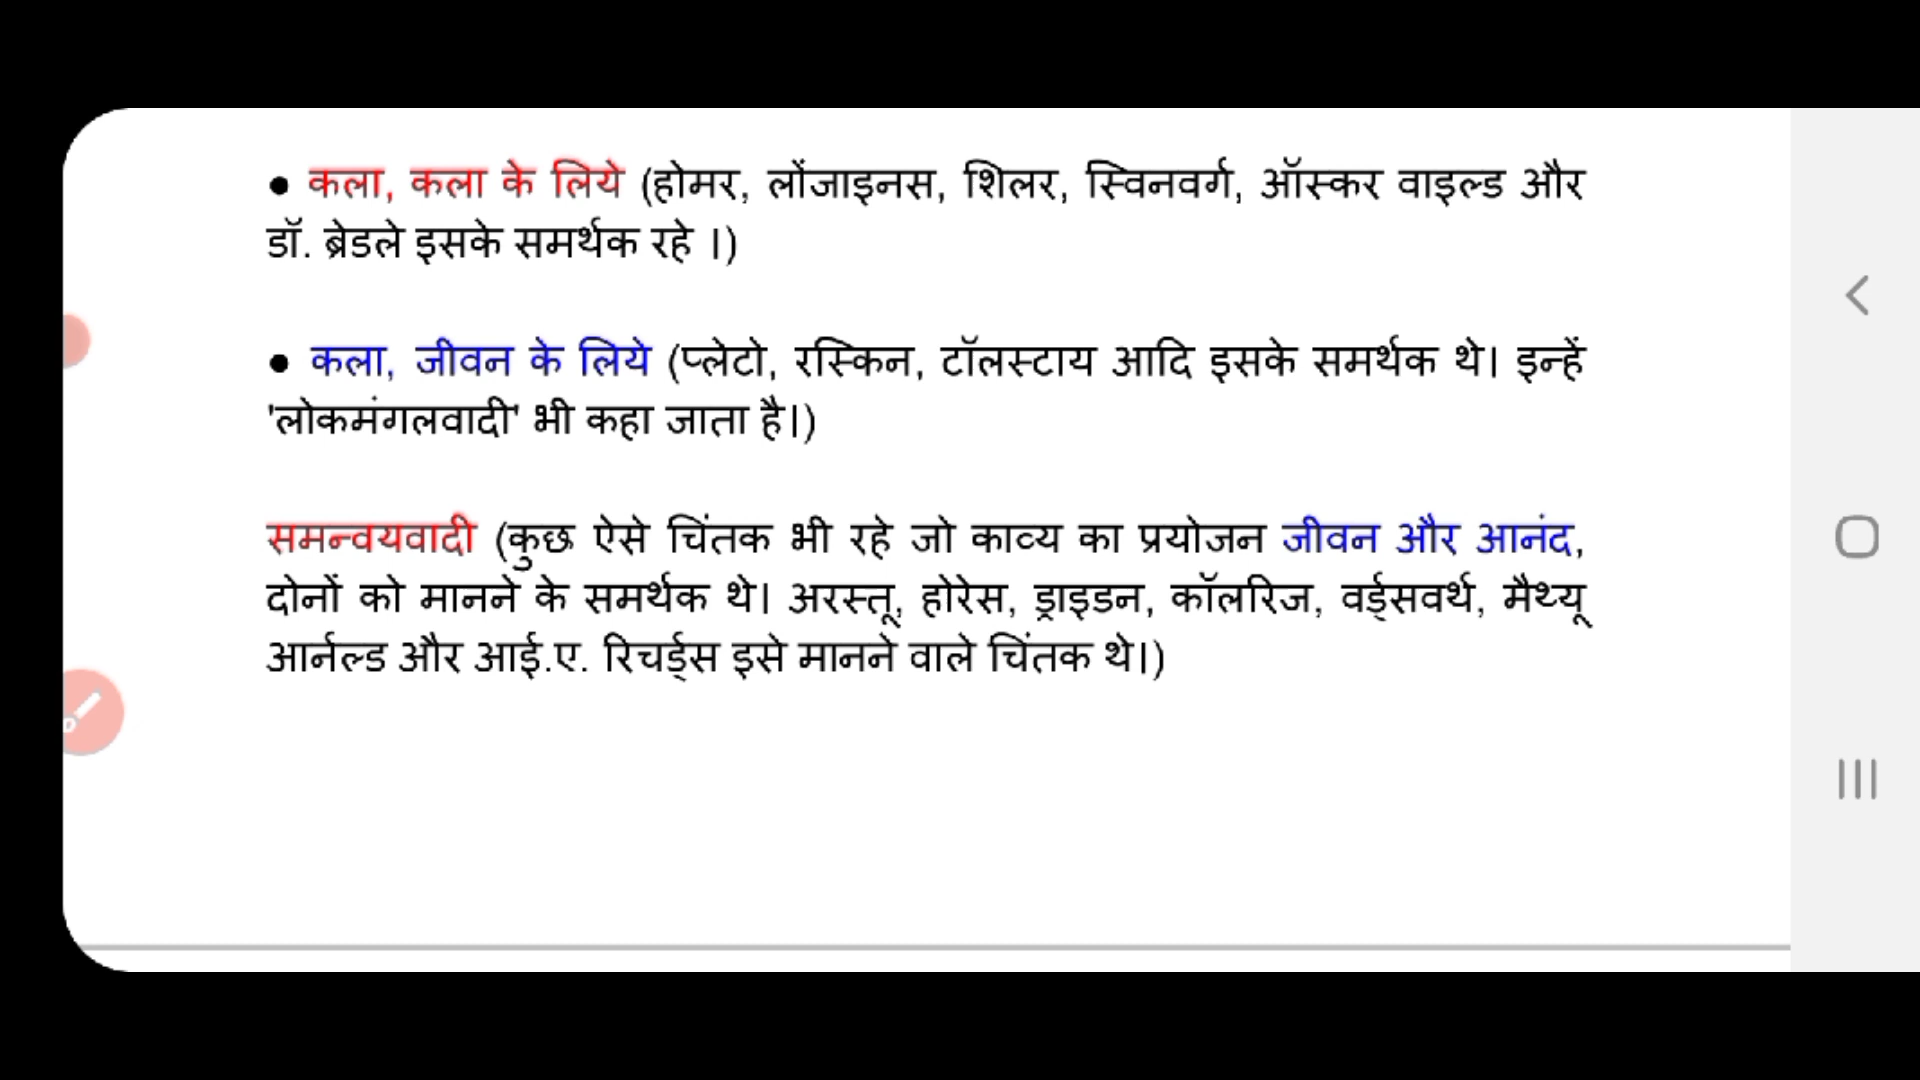 ● कला, कला के लिये (होमर, लोंजाइनस, शिलर, स्विनवर्ग, ऑस्कर वाइल्ड और
डॉ. ब्रेडले इसके समर्थक रहे ।)
● कला, जीवन के लिये (प्लेटो, रस्किन, टॉलस्टाय आदि इसके समर्थक थे। इन्हें
'लोकमंगलवादी' भी कहा जाता है।)
समन्वयवादी (कुछ ऐसे चिंतक भी रहे जो काव्य का प्रयोजन जीवन और आनंद,
दोनों को मानने के समर्थक थे। अरस्तू, होरेस, ड्राइडन, कॉलरिज, वर्ड्सवर्थ, मैथ्यू
आर्नल्ड और आई.ए. रिचर्ड्स इसे मानने वाले चिंतक थे।)